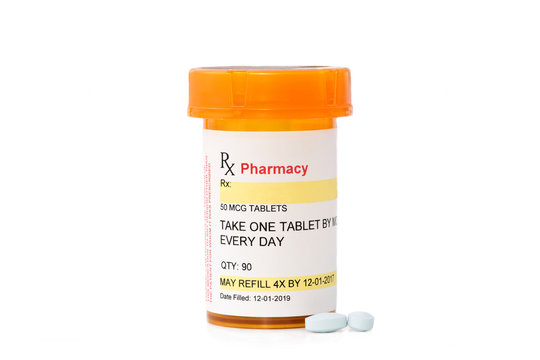 Rx Pharmacy
Rx:
50 MCG TABLETS
TAKE ONE TABLET BY
EVERY DAY
QTY: 90
MAY REFILL 4X BY 12-01-2017
Date Filled: 12-01-2019